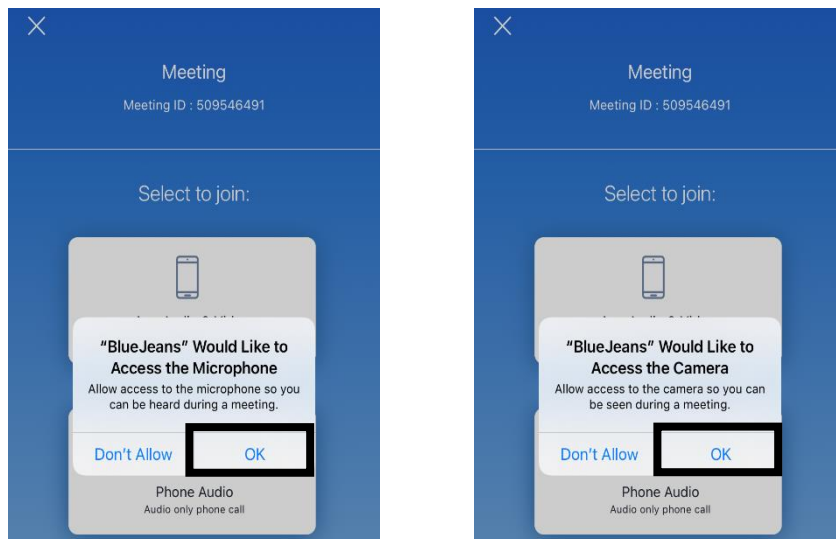 Meeting
Meeting ID : 509546491
Select to join:
“BlueJeans” Would Like to
Access the Microphone
Allow access to the microphone so you
can be heard during a meeting.
Don't Allow
OK
Phone Audio
Audio only phone call
Meeting
Meeting ID : 509546491
Select to join:
“BlueJeans” Would Like to
Access the Camera
Allow access to the camera so you can
be seen during a meeting.
Don't Allow
OK
Phone Audio
Audio only phone call